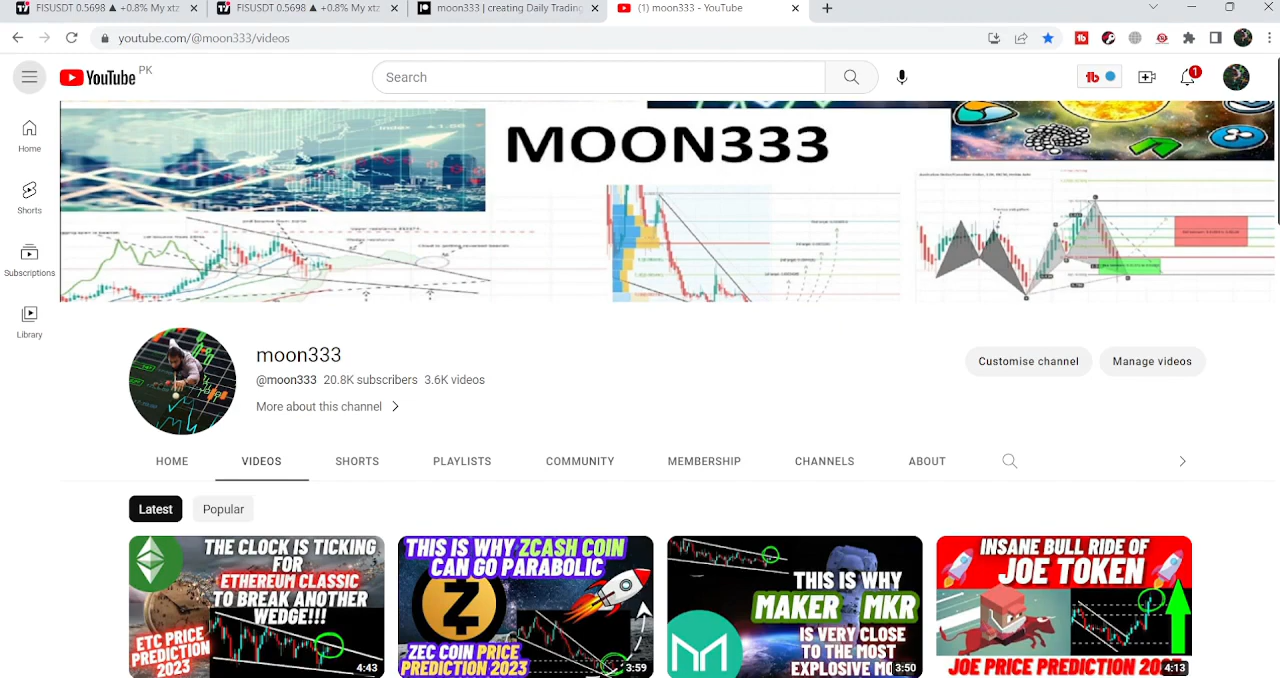 FISUSDT 0.5698 ▲ +0.8% My xtz
FISUSDT 0.5698 ▲ +0.8% My xtz
moon333 | creating Daily Trading
(1) moon333 - YouTube
youtube.com/@moon333/videos
YouTube PK
Search
tb
1
Home
Shorts
Subscriptions
Library
MOON333
moon333
@moon333 20.8K subscribers 3.6K videos
More about this channel
Customise channel
Manage videos
HOME
VIDEOS
SHORTS
PLAYLISTS
COMMUNITY
MEMBERSHIP
CHANNELS
ABOUT
Latest
Popular
THE CLOCK IS TICKING
FOR
ETHEREUM CLASSIC
TO BREAK ANOTHER
WEDGE!!!
ETC PRICE
PREDICTION
2023
4:43
THIS IS WHY ZCASH COIN
CAN GO PARABOLIC
ZEC COIN PRICE
PREDICTION 2023
3:59
THIS IS WHY
MAKER MKR
IS VERY CLOSE
TO THE MOST
EXPLOSIVE
3:50
INSANE BULL RIDE OF
JOE TOKEN
JOE PRICE PREDICTION
4:13